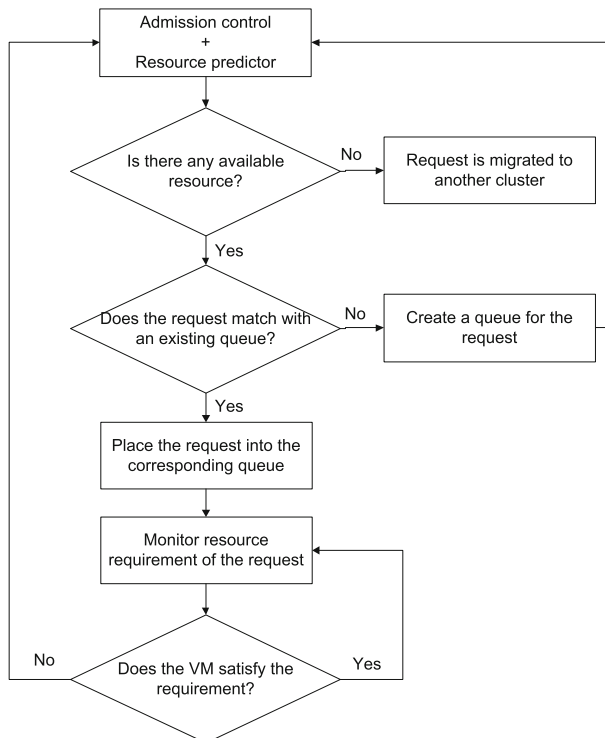 Admission control
+
Resource predictor
Is there any available
resource?
No
Request is migrated to
another cluster
Yes
Does the request match with
an existing queue?
No
Create a queue for the
request
Yes
Place the request into the
corresponding queue
Monitor resource
requirement of the request
No
Does the VM satisfy the
requirement?
Yes